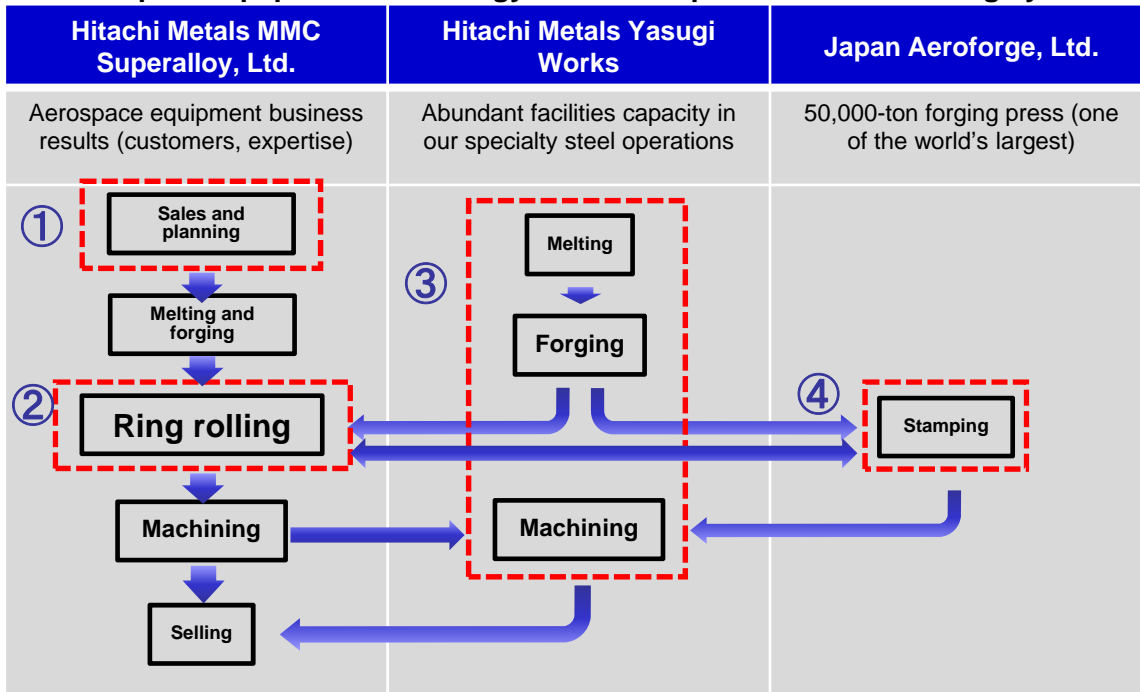 Hitachi Metals MMC
Superalloy, Ltd.
Hitachi Metals Yasugi
Works
Japan Aeroforge, Ltd.
Aerospace equipment business
results (customers, expertise)
Abundant facilities capacity in
our specialty steel operations
50,000-ton forging press (one
of the world's largest)
①
Sales and
planning
Melting and
forging
②
Ring rolling
Machining
Selling
③
Melting
Forging
Machining
④
Stamping